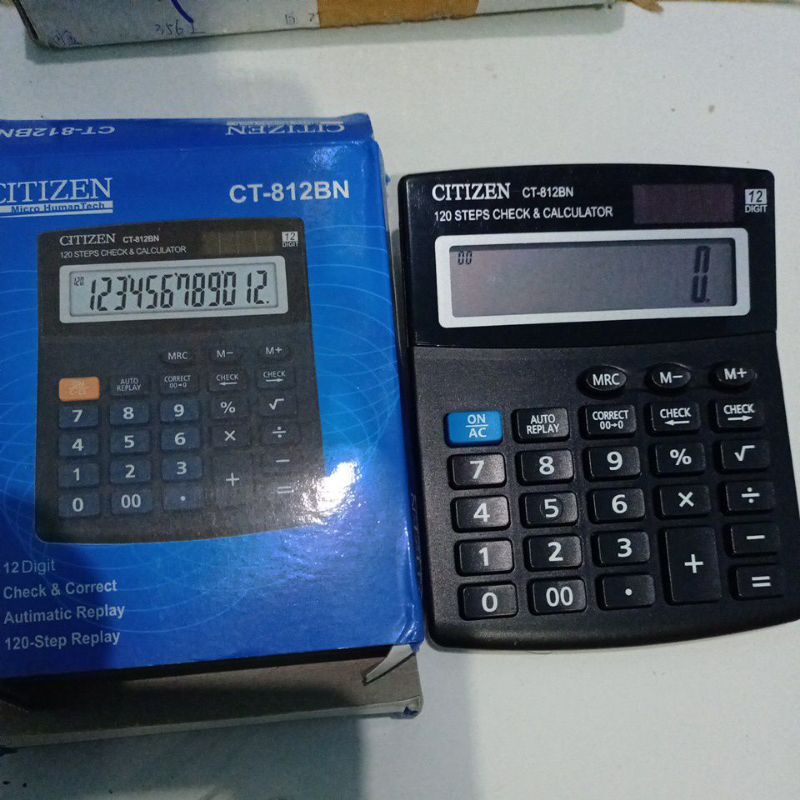 3561
CT-812BN
CITIZEN
CITIZEN
Micro HumanTech
CT-812BN
CITIZEN CT-812BN
12
DIGIT
120 STEPS CHECK & CALCULATOR
120
123456789012.
MRC M− M+
AUTO
REPLAY
CORRECT
00→0
CHECK
←
CHECK
→
7 8 9 % √
4 5 6 × ÷
1 2 3 + −
0 00 • =
12 Digit
Check & Correct
Autimatic Replay
120-Step Replay
CITIZEN CT-812BN
12
DIGIT
120 STEPS CHECK & CALCULATOR
00
0.
MRC M− M+
ON
AC
AUTO
REPLAY
CORRECT
00→0
CHECK
←
CHECK
→
7 8 9 % √
4 5 6 × ÷
1 2 3 + −
0 00 • =